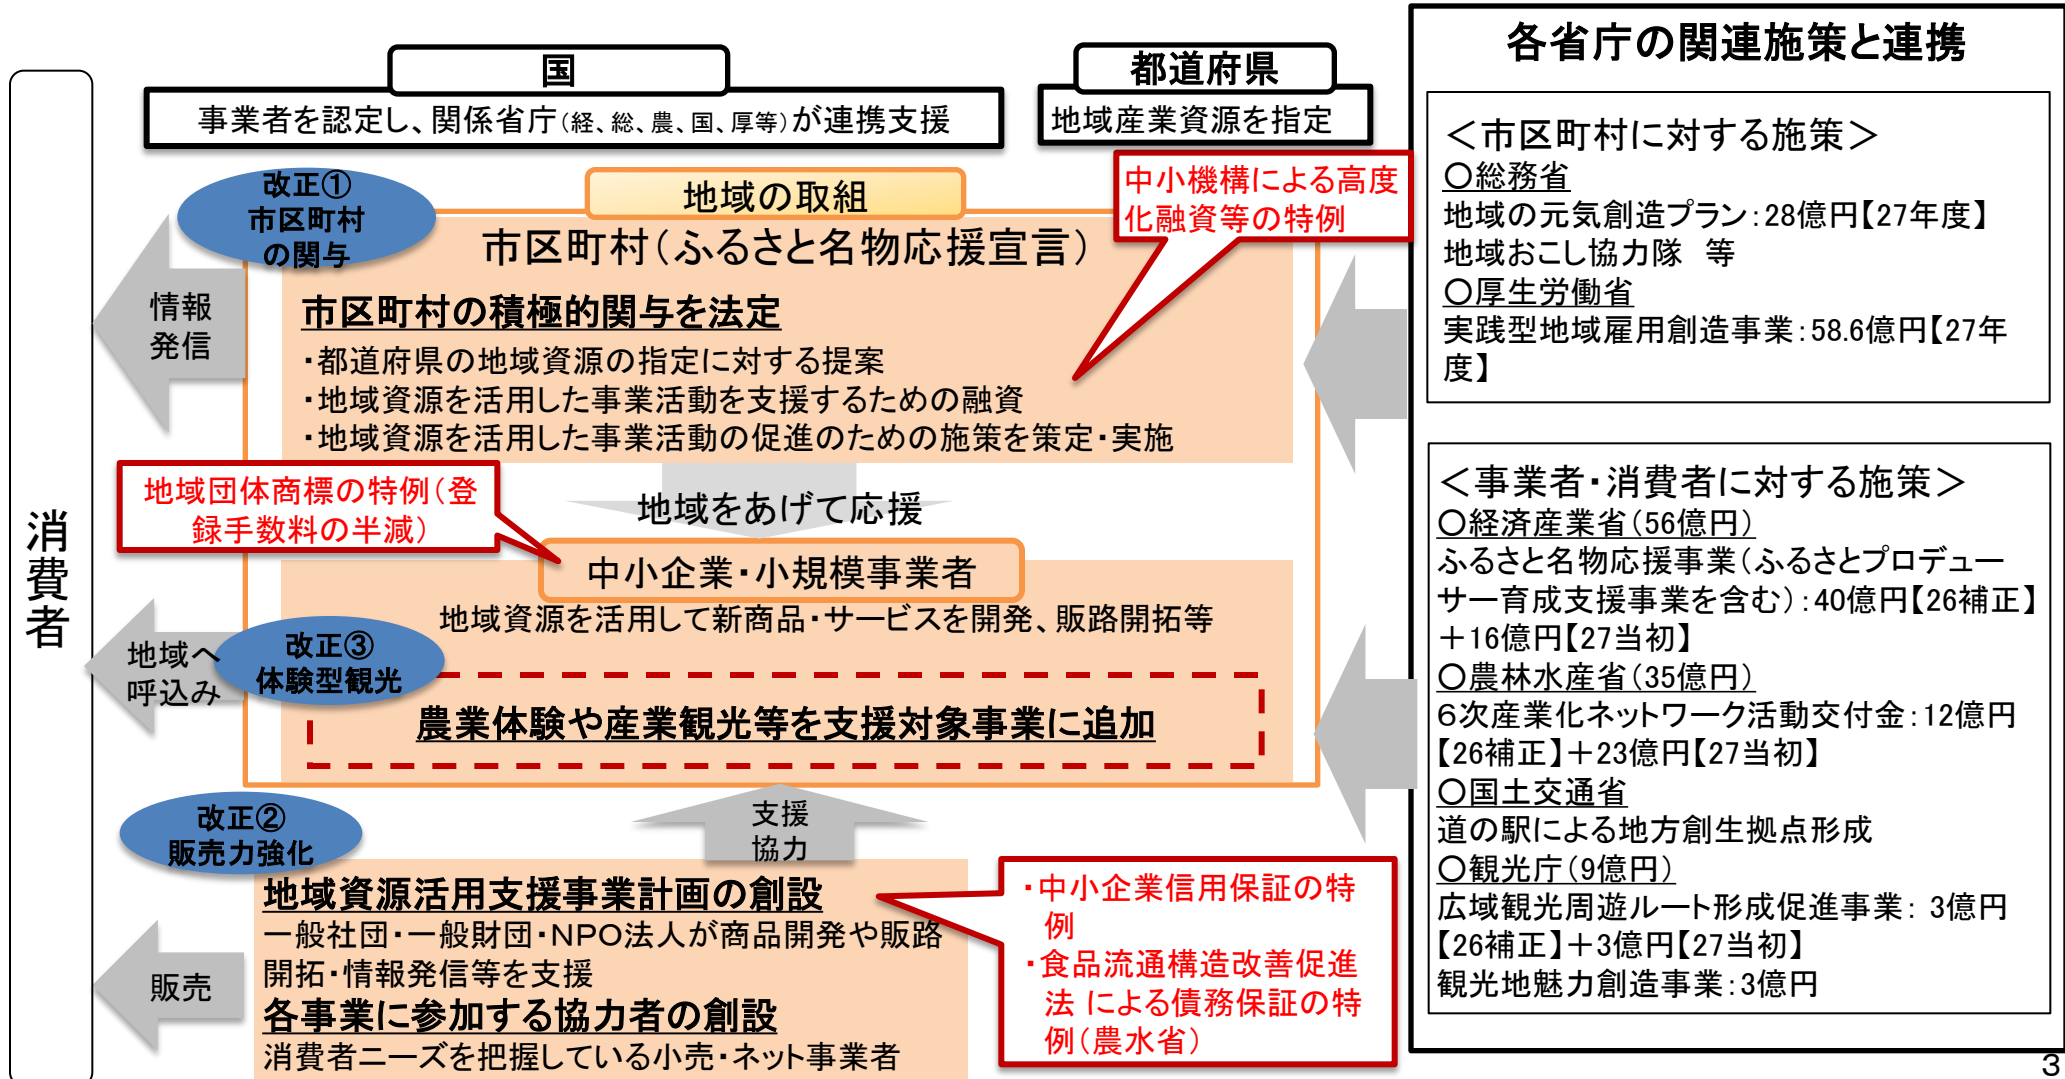 国
事業者を認定し、関係省庁(経、総、農、国、厚等)が連携支援
都道府県
地域産業資源を指定
消費者
改正①
市区町村
の関与
地域の取組
市区町村(ふるさと名物応援宣言)
中小機構による高度
化融資等の特例
情報
発信
市区町村の積極的関与を法定
・都道府県の地域資源の指定に対する提案
・地域資源を活用した事業活動を支援するための融資
・地域資源を活用した事業活動の促進のための施策を策定・実施
地域団体商標の特例(登
録手数料の半減)
地域をあげて応援
中小企業・小規模事業者
地域資源を活用して新商品・サービスを開発、販路開拓等
地域へ
呼込み
改正③
体験型観光
農業体験や産業観光等を支援対象事業に追加
支援
協力
改正②
販売力強化
販売
地域資源活用支援事業計画の創設
一般社団・一般財団・NPO法人が商品開発や販路
開拓・情報発信等を支援
各事業に参加する協力者の創設
消費者ニーズを把握している小売・ネット事業者
・中小企業信用保証の特
例
・食品流通構造改善促進
法 による債務保証の特
例(農水省)
各省庁の関連施策と連携
<市区町村に対する施策>
○総務省
地域の元気創造プラン:28億円【27年度】
地域おこし協力隊 等
○厚生労働省
実践型地域雇用創造事業:58.6億円【27年
度】
<事業者・消費者に対する施策>
○経済産業省(56億円)
ふるさと名物応援事業(ふるさとプロデュー
サー育成支援事業を含む):40億円【26補正】
+16億円【27当初】
○農林水産省(35億円)
6次産業化ネットワーク活動交付金:12億円
【26補正】+23億円【27当初】
○国土交通省
道の駅による地方創生拠点形成
○観光庁(9億円)
広域観光周遊ルート形成促進事業: 3億円
【26補正】+3億円【27当初】
観光地魅力創造事業:3億円
3